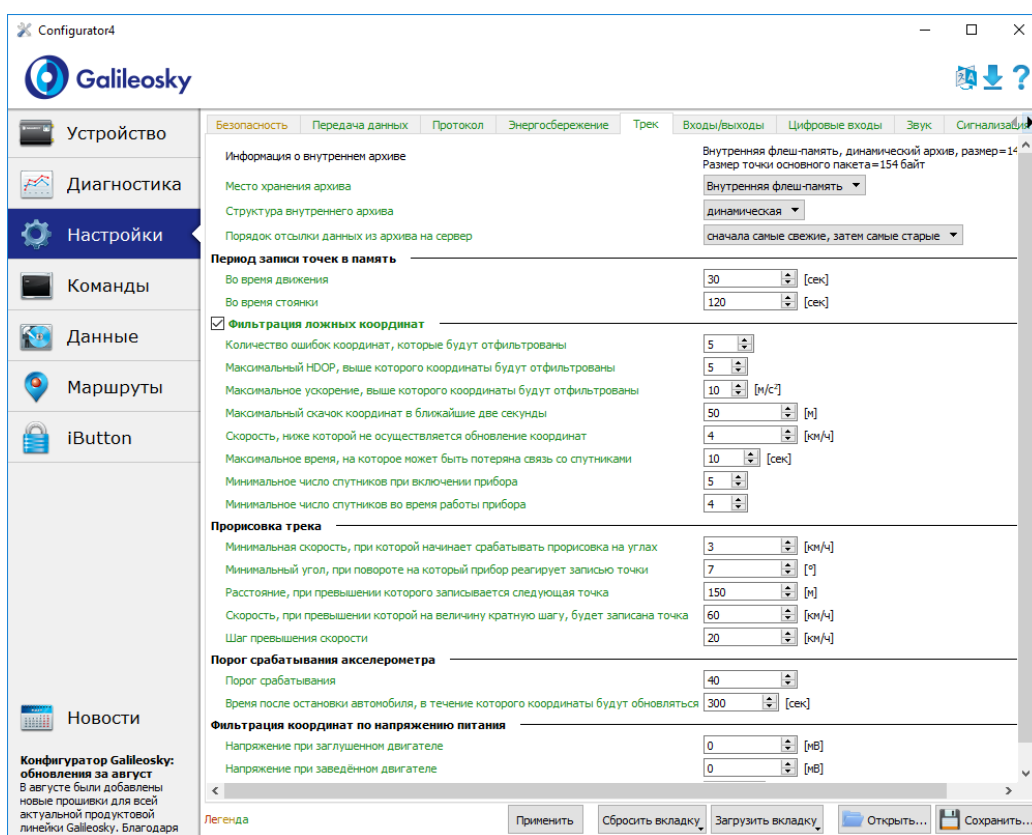 Configurator4
Galileosky
Устройство
Диагностика
Настройки
Команды
Данные
Маршруты
iButton
Новости
Конфигуратор Galileosky:
обновления за август
В августе были добавлены
новые прошивки для всей
актуальной продуктовой
линейки Galileosky. Благодаря
Безопасность Передача данных Протокол Энергосбережение Трек Входы/выходы Цифровые входы Звук Сигнализация
Информация о внутреннем архиве Внутренняя флеш-память, динамический архив, размер=14
Размер точки основного пакета=154 байт
Место хранения архива Внутренняя флеш-память
Структура внутреннего архива динамическая
Порядок отсылки данных из архива на сервер сначала самые свежие, затем самые старые
Период записи точек в память
Во время движения 30 [сек]
Во время стоянки 120 [сек]
Фильтрация ложных координат
Количество ошибок координат, которые будут отфильтрованы 5
Максимальный HDOP, выше которого координаты будут отфильтрованы 5
Максимальное ускорение, выше которого координаты будут отфильтрованы 10 [м/с²]
Максимальный скачок координат в ближайшие две секунды 50 [м]
Скорость, ниже которой не осуществляется обновление координат 4 [км/ч]
Максимальное время, на которое может быть потеряна связь со спутниками 10 [сек]
Минимальное число спутников при включении прибора 5
Минимальное число спутников во время работы прибора 4
Прорисовка трека
Минимальная скорость, при которой начинает срабатывать прорисовка на углах 3 [км/ч]
Минимальный угол, при повороте на который прибор реагирует записью точки 7 [°]
Расстояние, при превышении которого записывается следующая точка 150 [м]
Скорость, при превышении которой на величину кратную шагу, будет записана точка 60 [км/ч]
Шаг превышения скорости 20 [км/ч]
Порог срабатывания акселерометра
Порог срабатывания 40
Время после остановки автомобиля, в течение которого координаты будут обновляться 300 [сек]
Фильтрация координат по напряжению питания
Напряжение при заглушенном двигателе 0 [мВ]
Напряжение при заведённом двигателе 0 [мВ]
Легенда Применить Сбросить вкладку Загрузить вкладку Открыть... Сохранить...